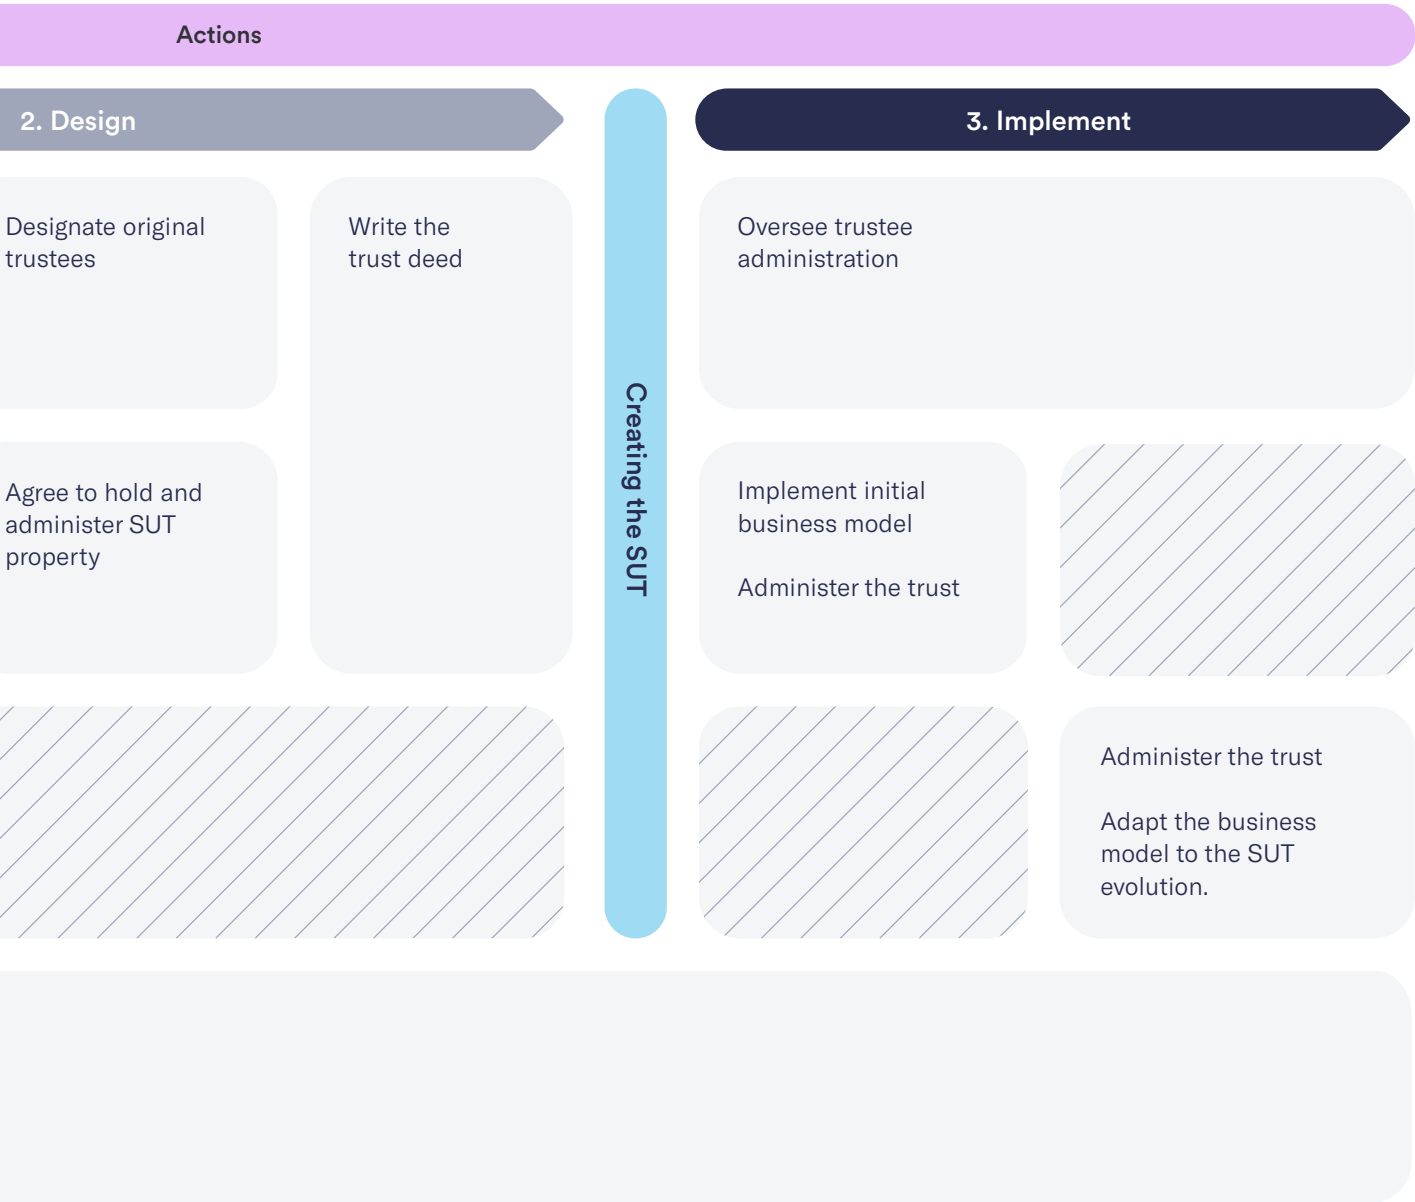 Actions
2. Design
3. Implement
Designate original
trustees
Write the
trust deed
Creating the SUT
Oversee trustee
administration
Agree to hold and
administer SUT
property
Implement initial
business model
Administer the trust
Administer the trust
Adapt the business
model to the SUT
evolution.